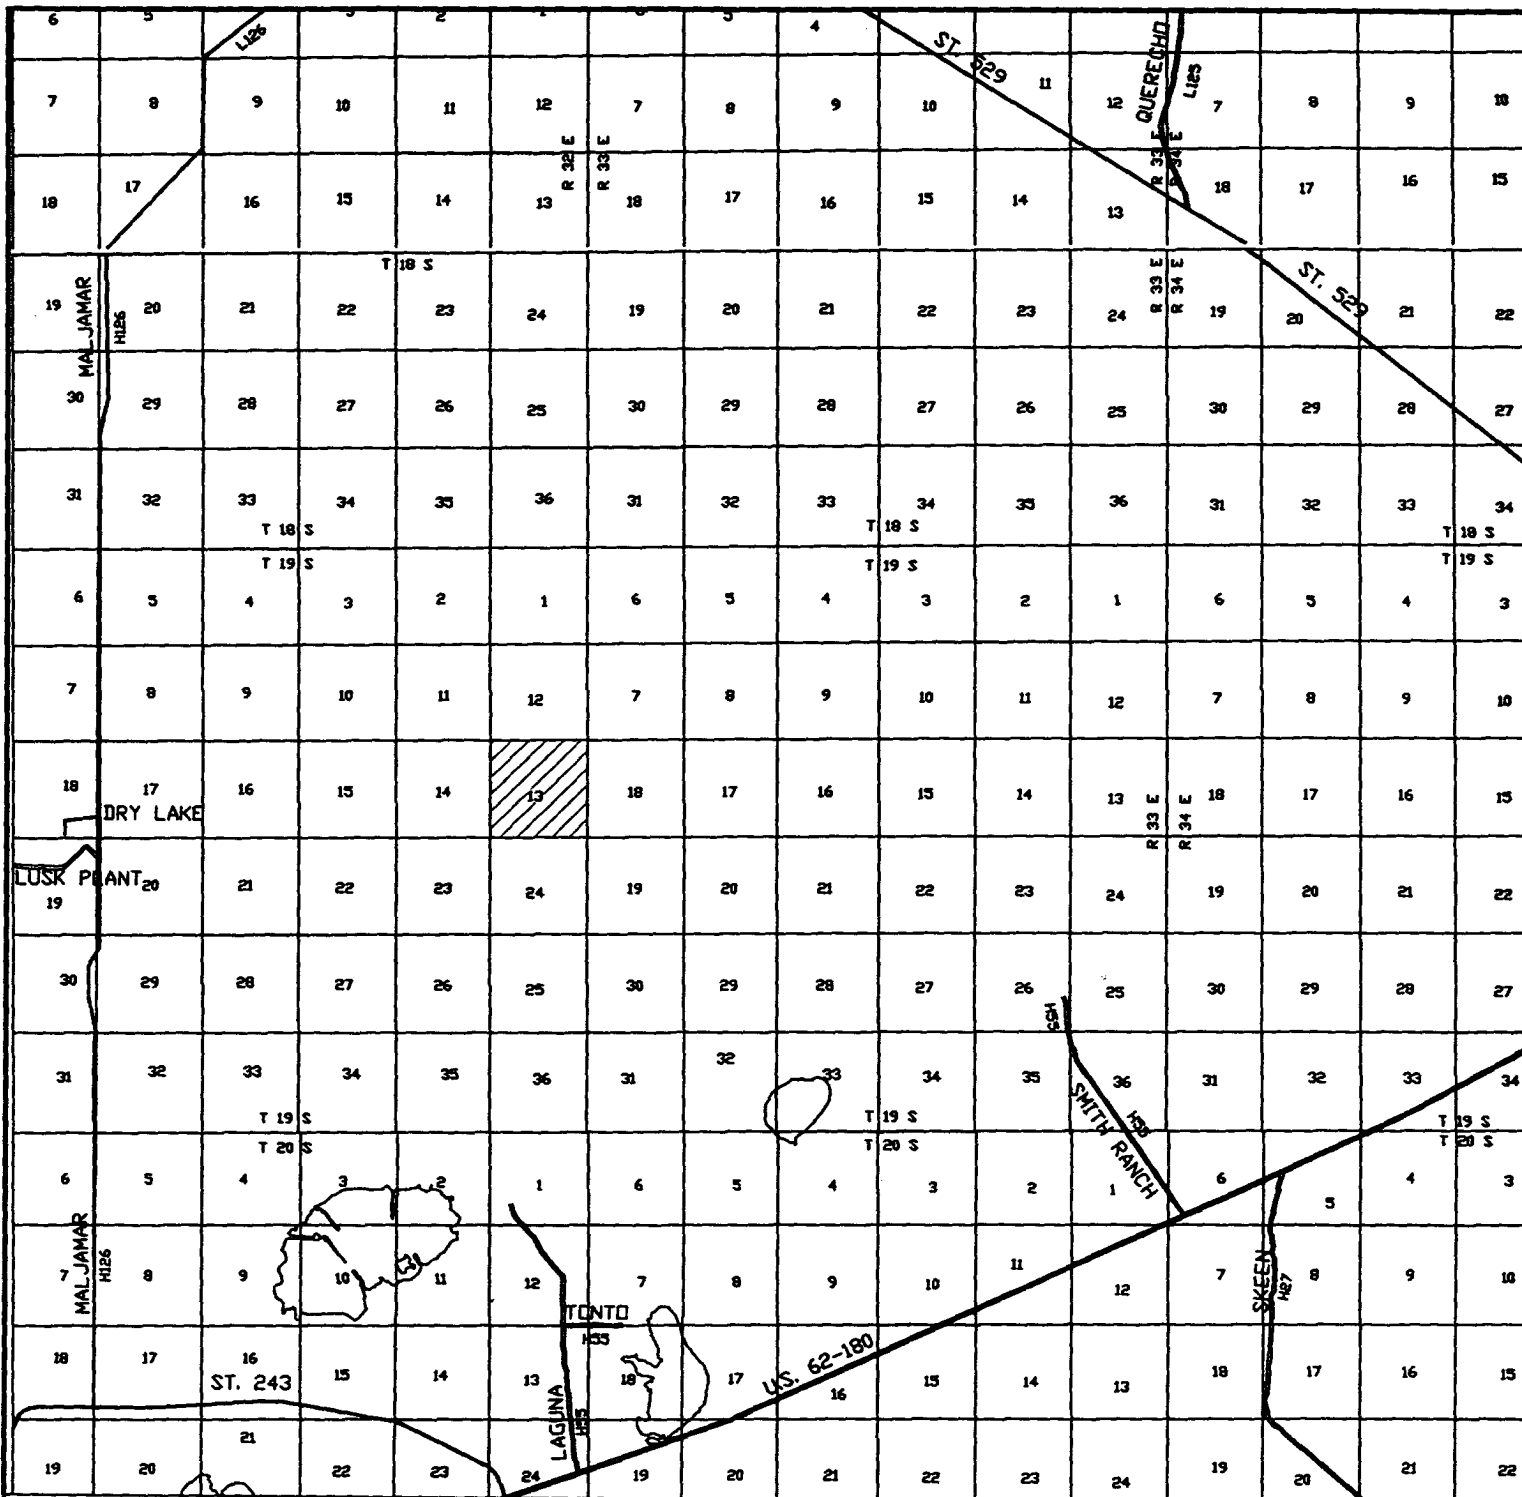 6 5 3 2 1 6 5 4
L126
ST. 529
QUERECHO
L125
7 8 9 10 11 12 7 8 9 10 11 12 7 8 9 10
R 32 E R 33 E
R 33 E R 34 E
18 17 16 15 14 13 18 17 16 15 14 13 18 17 16 15
T 18 S
R 33 E R 34 E
ST. 529
MALJAMAR
H126
19 20 21 22 23 24 19 20 21 22 23 24 19 20 21 22
30 29 28 27 26 25 30 29 28 27 26 25 30 29 28 27
31 32 33 34 35 36 31 32 33 34 35 36 31 32 33 34
T 18 S T 18 S T 18 S
T 19 S T 19 S T 19 S
6 5 4 3 2 1 6 5 4 3 2 1 6 5 4 3
7 8 9 10 11 12 7 8 9 10 11 12 7 8 9 10
18 17 16 15 14 13 18 17 16 15 14 13 18 17 16 15
DRY LAKE
R 33 E R 34 E
LUSK PLANT
19 20 21 22 23 24 19 20 21 22 23 24 19 20 21 22
30 29 28 27 26 25 30 29 28 27 26 25 30 29 28 27
H55
31 32 33 34 35 36 31 32 33 34 35 36 31 32 33 34
SMITH RANCH
H55
T 19 S T 19 S T 19 S
T 20 S T 20 S T 20 S
6 5 4 3 2 1 6 5 4 3 2 1 6 5 4 3
MALJAMAR
H126
7 8 9 10 11 12 7 8 9 10 11 12 7 8 9 10
SKEEN
H27
TONTO
H55
18 17 16 15 14 13 18 17 16 15 14 13 18 17 16 15
ST. 243
U.S. 62-180
LAGUNA
H55
19 20 21 22 23 24 19 20 21 22 23 24 19 20 21 22